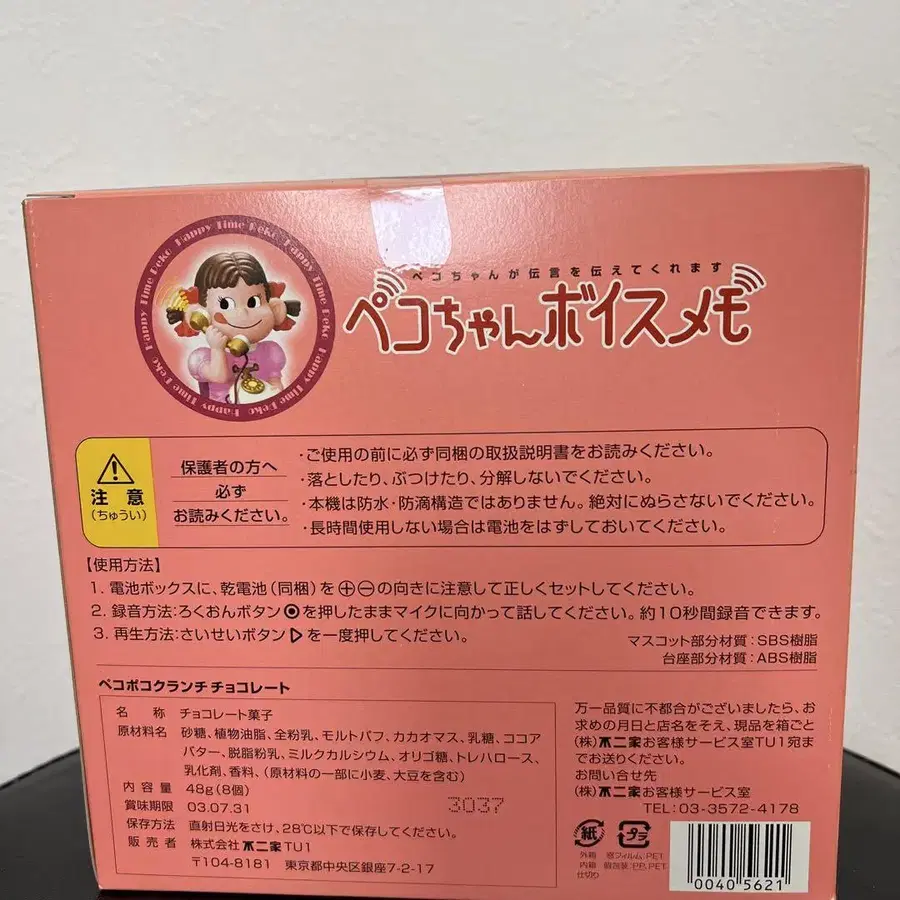 Happy Time Peko Happy Time Peko Happy Time Peko Happy Time Peko
ペコちゃんが伝言を伝えてくれます
ペコちゃんボイスメモ
注意
(ちゅうい)
保護者の方へ
必ず
お読みください。
・ご使用の前に必ず同梱の取扱説明書をお読みください。
・落としたり、ぶつけたり、分解しないでください。
・本機は防水・防滴構造ではありません。絶対にぬらさないでください。
・長時間使用しない場合は電池をはずしておいてください。
【使用方法】
1. 電池ボックスに、乾電池(同梱)を⊕⊖の向きに注意して正しくセットしてください。
2. 録音方法:ろくおんボタン◉を押したままマイクに向かって話してください。約10秒間録音できます。
3. 再生方法:さいせいボタン▷を一度押してください。
マスコット部分材質:SBS樹脂
台座部分材質:ABS樹脂
ペコポコクランチ チョコレート
名 称 チョコレート菓子
原材料名 砂糖、植物油脂、全粉乳、モルトパフ、カカオマス、乳糖、ココア
バター、脱脂粉乳、ミルクカルシウム、オリゴ糖、トレハロース、
乳化剤、香料、(原材料の一部に小麦、大豆を含む)
内容量 48g(8個)
賞味期限 03.07.31
3037
保存方法 直射日光をさけ、28℃以下で保存してください。
販売者 株式会社不二家TU1
〒104-8181 東京都中央区銀座7-2-17
万一品質に不都合がございましたら、お
求めの月日と店名をそえ、現品を箱ごと
(株)不二家お客様サービス室TU1宛ま
でお送りください。
お問い合せ先
(株)不二家お客様サービス室
TEL:03-3572-4178
紙
プラ
外箱 窓フィルム:PET
内箱 個包装:PP, PET
仕切り
0040 5621